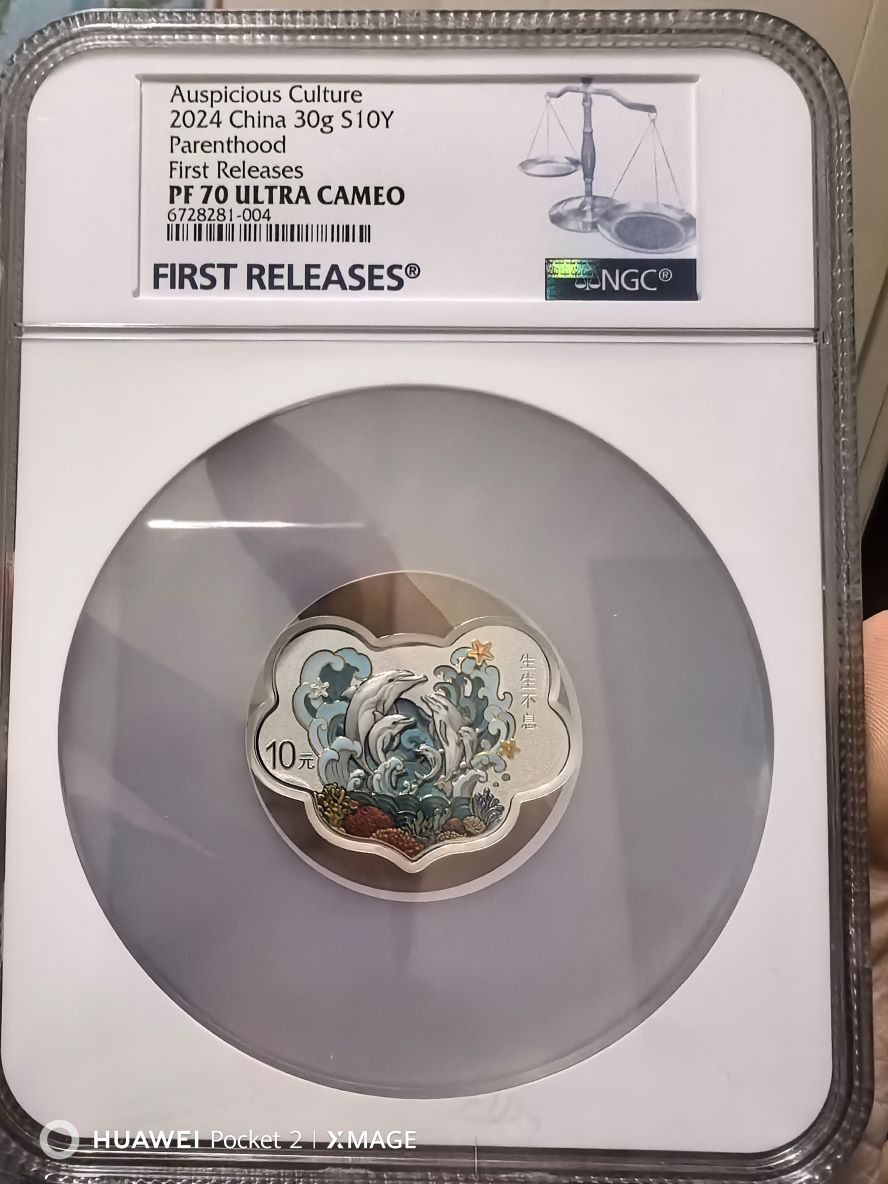 Auspicious Culture
2024 China 30g S10Y
Parenthood
First Releases
PF 70 ULTRA CAMEO
6728281-004
FIRST RELEASES®
NGC®
生生不息
10元
HUAWEI Pocket 2 | XMAGE